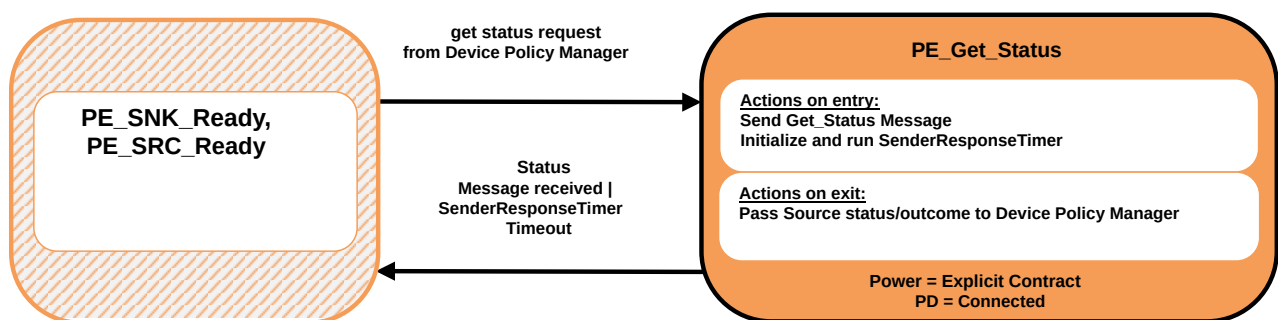 PE_SNK_Ready,
PE_SRC_Ready
get status request
from Device Policy Manager
Status
Message received |
SenderResponseTimer
Timeout
PE_Get_Status
Actions on entry:
Send Get_Status Message
Initialize and run SenderResponseTimer
Actions on exit:
Pass Source status/outcome to Device Policy Manager
Power = Explicit Contract
PD = Connected